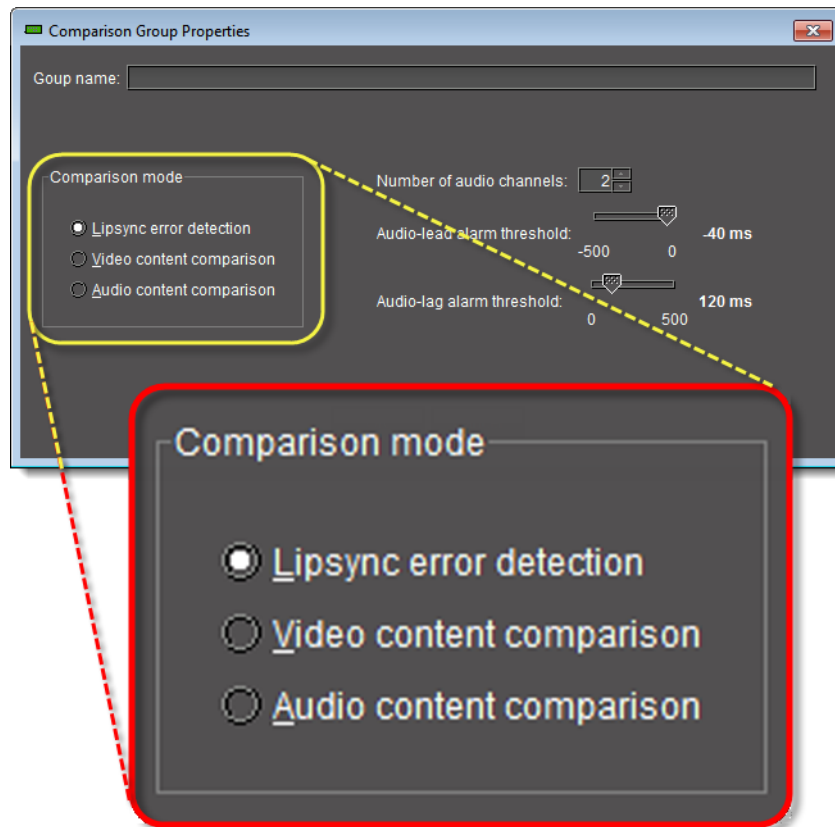 Comparison Group Properties
Goup name:
Comparison mode
Lipsync error detection
Video content comparison
Audio content comparison
Number of audio channels: 2
Audio-lead alarm threshold: -40 ms
-500 0
Audio-lag alarm threshold: 120 ms
0 500
Comparison mode
Lipsync error detection
Video content comparison
Audio content comparison